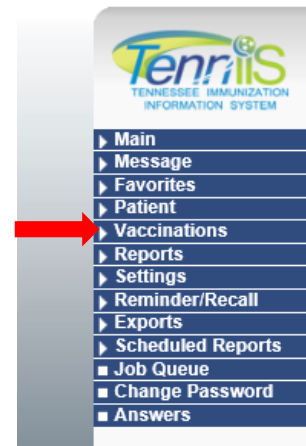 TennIIS
TENNESSEE IMMUNIZATION
INFORMATION SYSTEM
Main
Message
Favorites
Patient
Vaccinations
Reports
Settings
Reminder/Recall
Exports
Scheduled Reports
Job Queue
Change Password
Answers